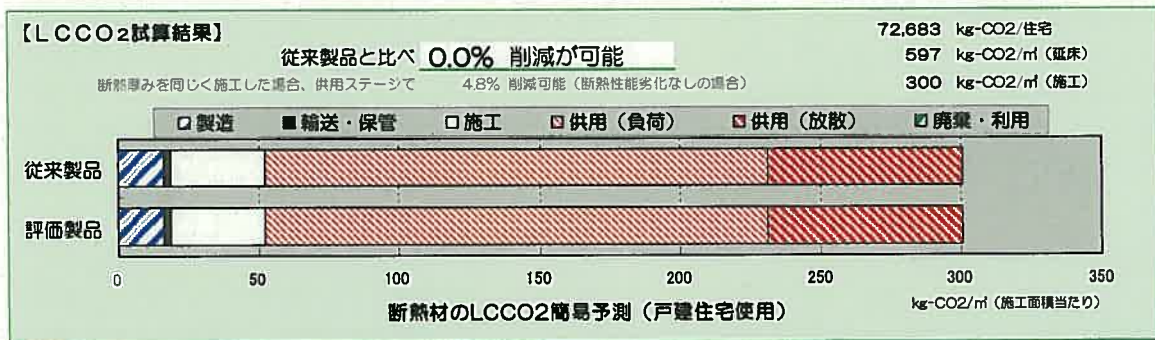 【LCCO2試算結果】
72,683 kg-CO2/住宅
従来製品と比べ 0.0% 削減が可能
597 kg-CO2/㎡(延床)
断熱厚みを同じく施工した場合、供用ステージで 4.8% 削減可能(断熱性能劣化なしの場合)
300 kg-CO2/㎡(施工)
製造 輸送・保管 施工 供用(負荷) 供用(放散) 廃棄・利用
従来製品
評価製品
0 50 100 150 200 250 300 350
kg-CO2/㎡(施工面積当たり)
断熱材のLCCO2簡易予測(戸建住宅使用)